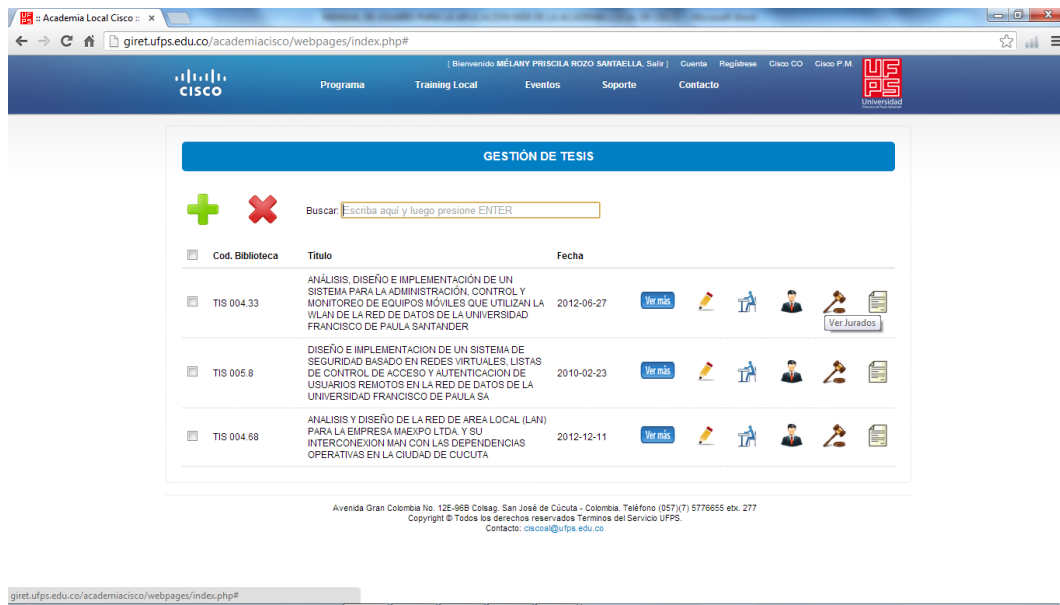 :: Academia Local Cisco ::
giret.ufps.edu.co/academiacisco/webpages/index.php#
[ Bienvenido MÉLANY PRISCILA ROZO SANTAELLA, Salir ] Cuenta Regístrese Cisco CO Cisco P.M.
CISCO
Programa Training Local Eventos Soporte Contacto
UFPS
Universidad
GESTIÓN DE TESIS
Buscar: Escriba aquí y luego presione ENTER
Cod. Biblioteca Título Fecha
ANÁLISIS, DISEÑO E IMPLEMENTACIÓN DE UN
SISTEMA PARA LA ADMINISTRACIÓN, CONTROL Y
TIS 004.33 MONITOREO DE EQUIPOS MÓVILES QUE UTILIZAN LA 2012-06-27 Ver más
WLAN DE LA RED DE DATOS DE LA UNIVERSIDAD
FRANCISCO DE PAULA SANTANDER
Ver Jurados
DISEÑO E IMPLEMENTACION DE UN SISTEMA DE
SEGURIDAD BASADO EN REDES VIRTUALES, LISTAS
TIS 005.8 DE CONTROL DE ACCESO Y AUTENTICACION DE 2010-02-23 Ver más
USUARIOS REMOTOS EN LA RED DE DATOS DE LA
UNIVERSIDAD FRANCISCO DE PAULA SA
ANALISIS Y DISEÑO DE LA RED DE AREA LOCAL (LAN)
PARA LA EMPRESA MAEXPO LTDA. Y SU
TIS 004.68 INTERCONEXION MAN CON LAS DEPENDENCIAS 2012-12-11 Ver más
OPERATIVAS EN LA CIUDAD DE CUCUTA
Avenida Gran Colombia No. 12E-96B Colsag. San José de Cúcuta - Colombia. Teléfono (057)(7) 5776655 etx. 277
Copyright © Todos los derechos reservados Terminos del Servicio UFPS.
Contacto: ciscoal@ufps.edu.co
giret.ufps.edu.co/academiacisco/webpages/index.php#